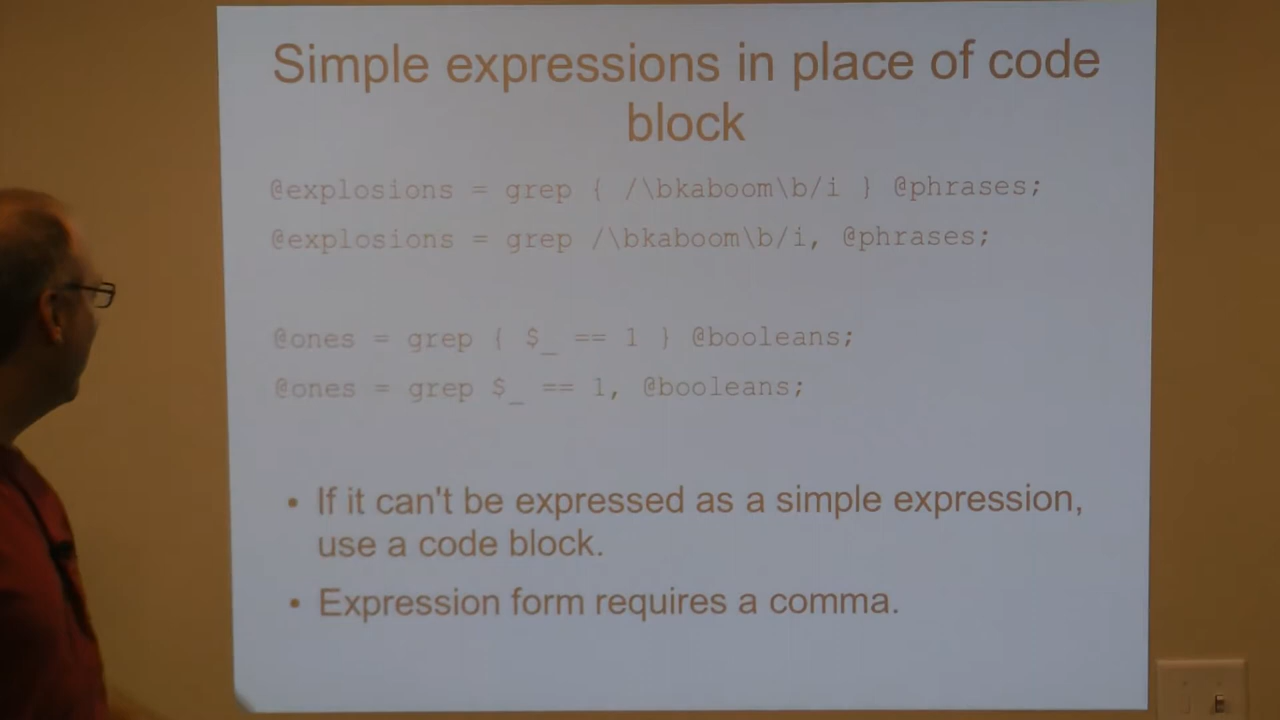 Simple expressions in place of code
block
@explosions = grep { /\bkaboom\b/i } @phrases;
@explosions = grep /\bkaboom\b/i, @phrases;
@ones = grep { $_ == 1 } @booleans;
@ones = grep $_ == 1, @booleans;
• If it can't be expressed as a simple expression,
use a code block.
• Expression form requires a comma.